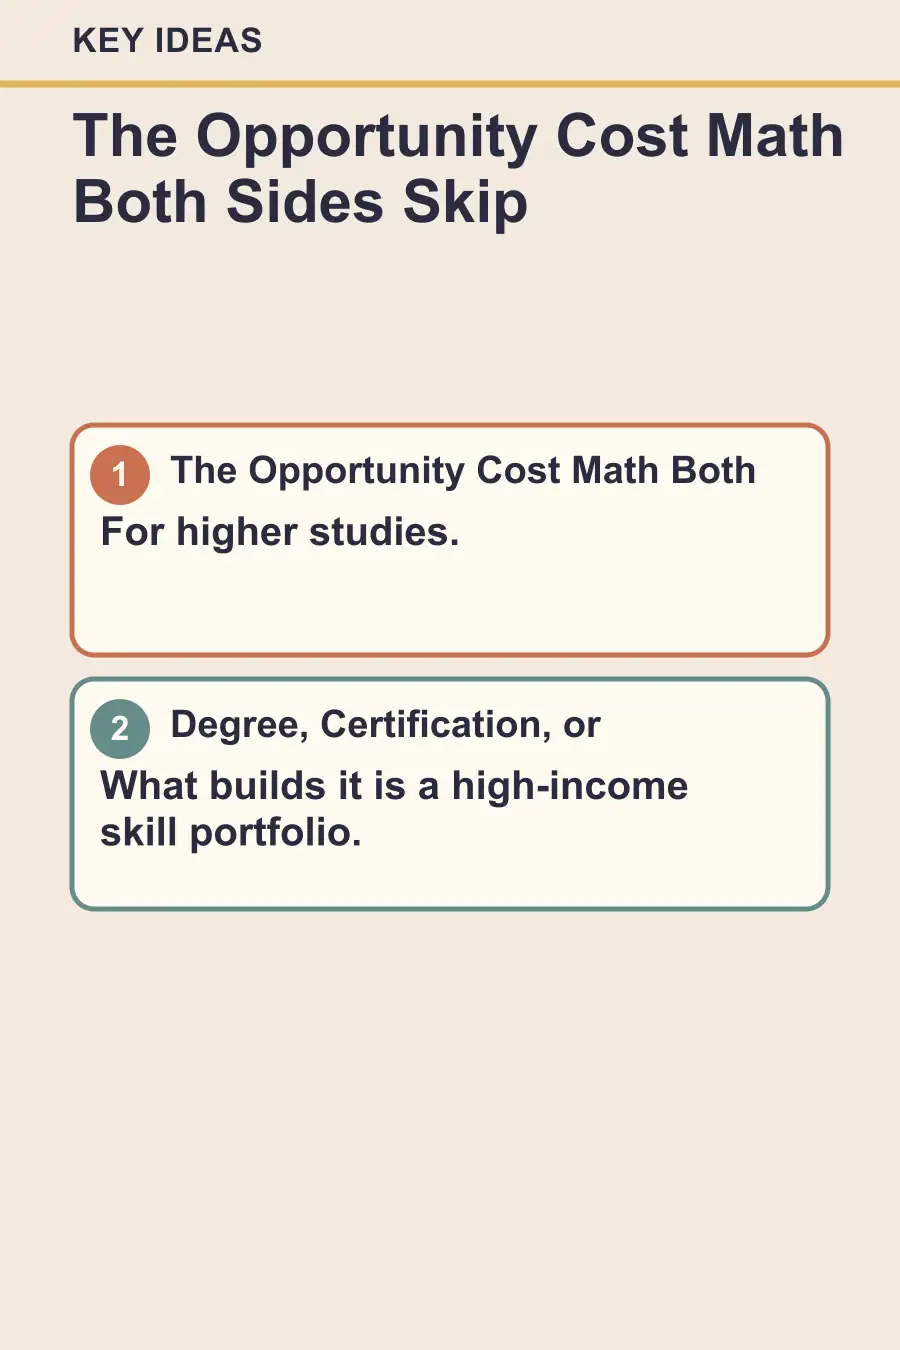 KEY IDEAS
The Opportunity Cost Math
Both Sides Skip
1 The Opportunity Cost Math Both
For higher studies.
2 Degree, Certification, or
What builds it is a high-income
skill portfolio.